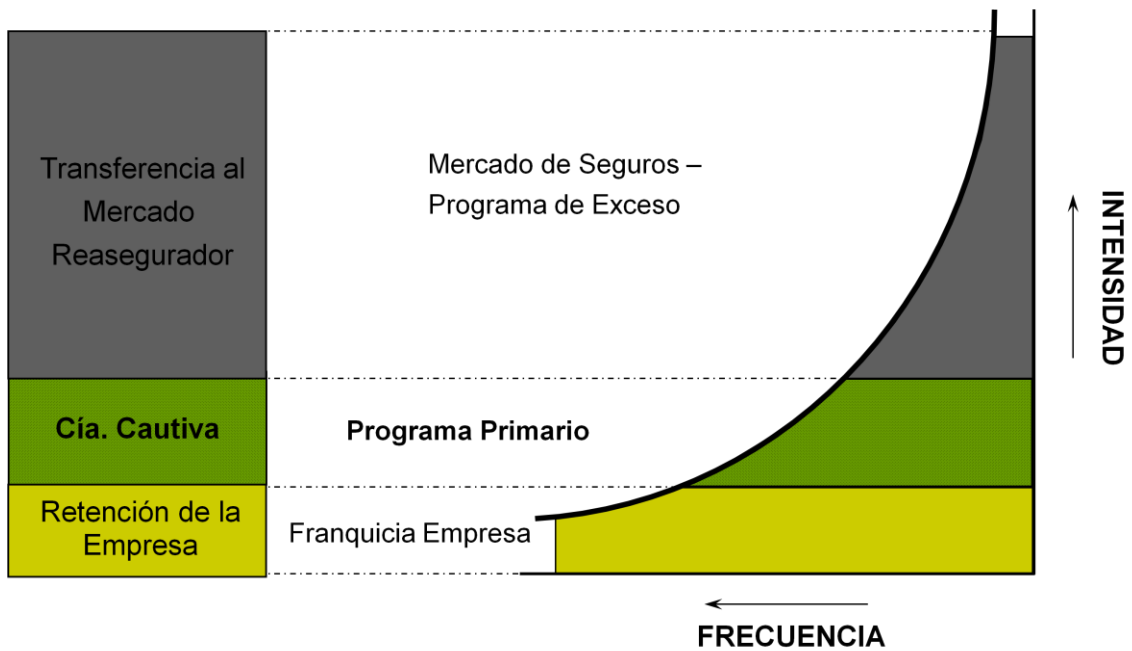 Transferencia al
Mercado
Reasegurador
Mercado de Seguros –
Programa de Exceso
INTENSIDAD
Cía. Cautiva
Programa Primario
Retención de la
Empresa
Franquicia Empresa
FRECUENCIA